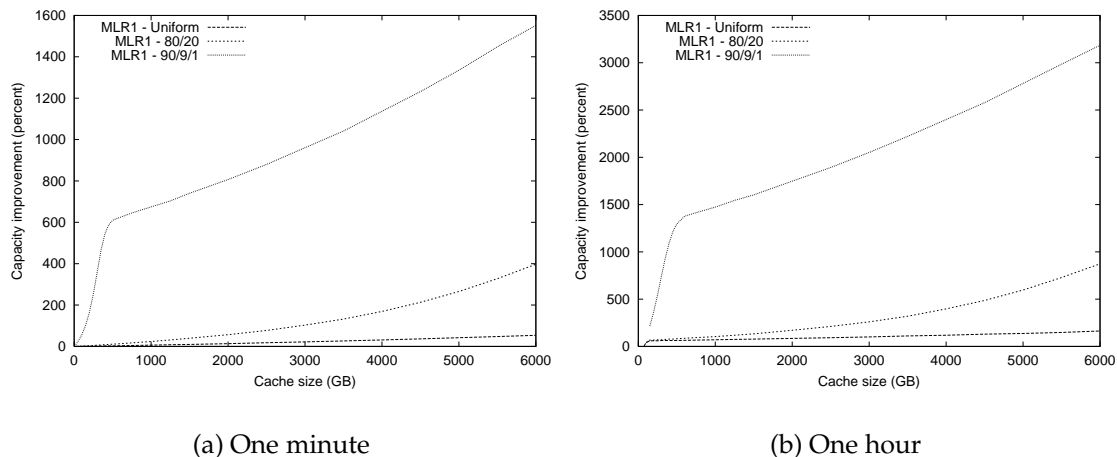 1600
1400
1200
1000
800
600
400
200
0
Capacity improvement (percent)
MLR1 - Uniform
MLR1 - 80/20
MLR1 - 90/9/1
0 1000 2000 3000 4000 5000 6000
Cache size (GB)
(a) One minute
3500
3000
2500
2000
1500
1000
500
0
Capacity improvement (percent)
MLR1 - Uniform
MLR1 - 80/20
MLR1 - 90/9/1
0 1000 2000 3000 4000 5000 6000
Cache size (GB)
(b) One hour